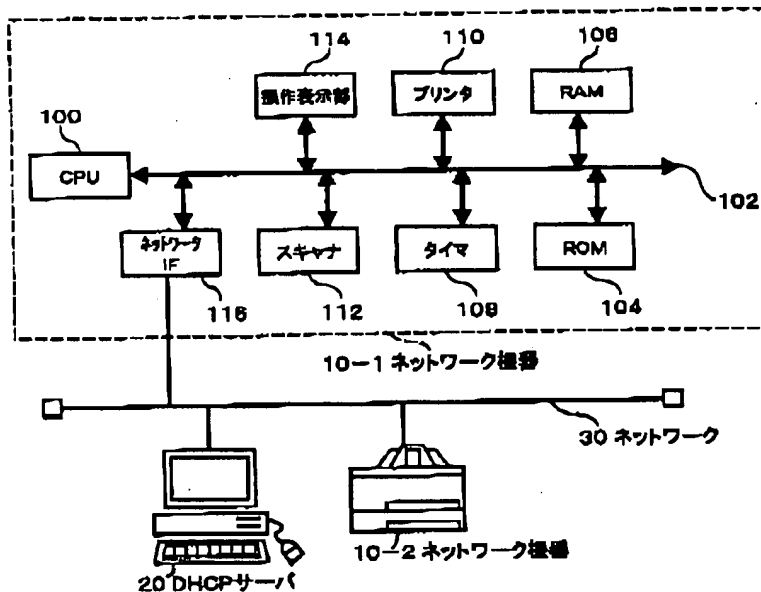 114
110
106
操作表示部
プリンタ
RAM
100
CPU
102
ネットワータ
IF
スキャナ
タイマ
ROM
116
112
108
104
10-1 ネットワーク機器
30 ネットワーク
10-2 ネットワーク機器
20 DHCPサーバ